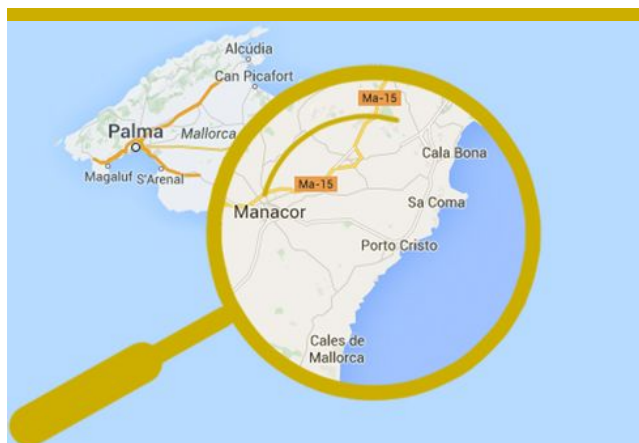 Alcúdia
Can Picafort
Palma
Mallorca
Magaluf
S'Arenal
Ma-15
Cala Bona
Ma-15
Manacor
Sa Coma
Porto Cristo
Cales de
Mallorca